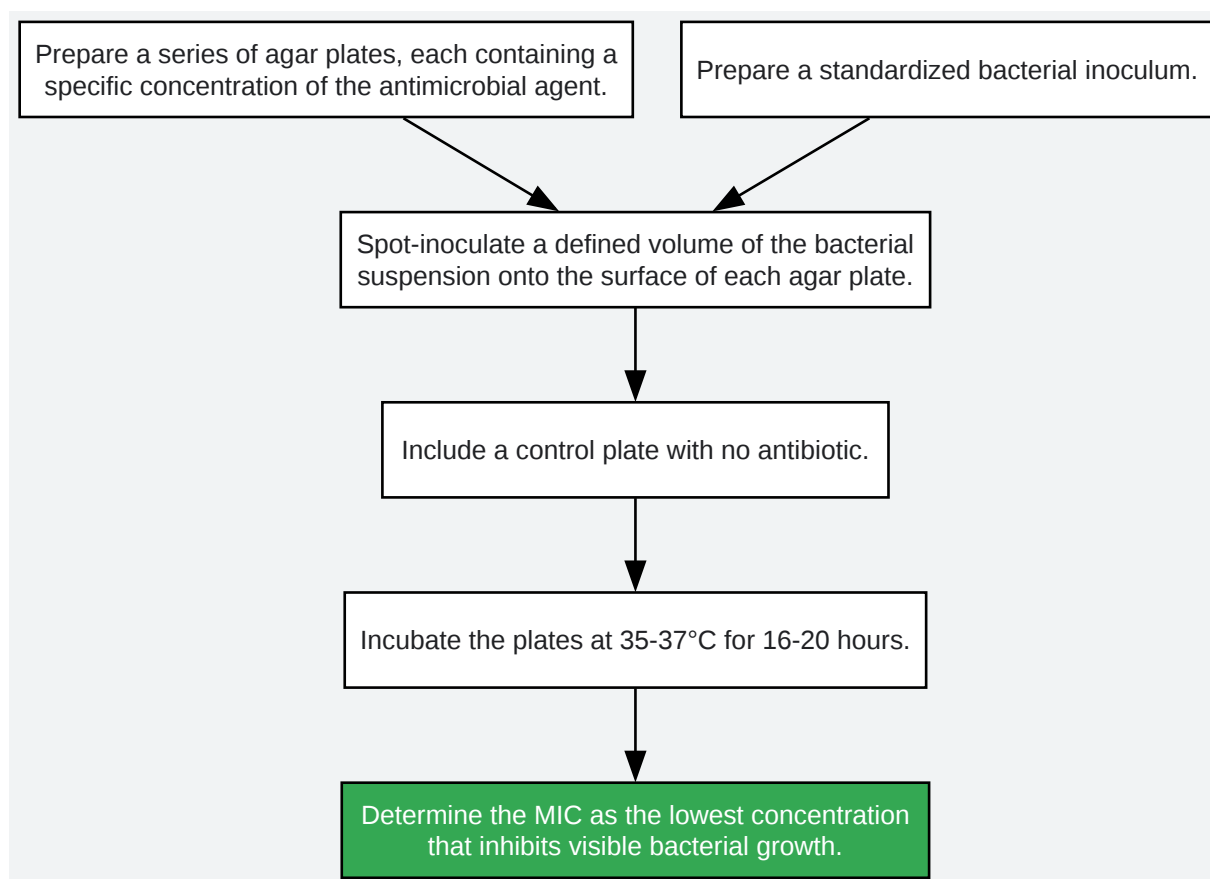 Prepare a series of agar plates, each containing a
specific concentration of the antimicrobial agent.
Prepare a standardized bacterial inoculum.
Spot-inoculate a defined volume of the bacterial
suspension onto the surface of each agar plate.
Include a control plate with no antibiotic.
Incubate the plates at 35-37°C for 16-20 hours.
Determine the MIC as the lowest concentration
that inhibits visible bacterial growth.